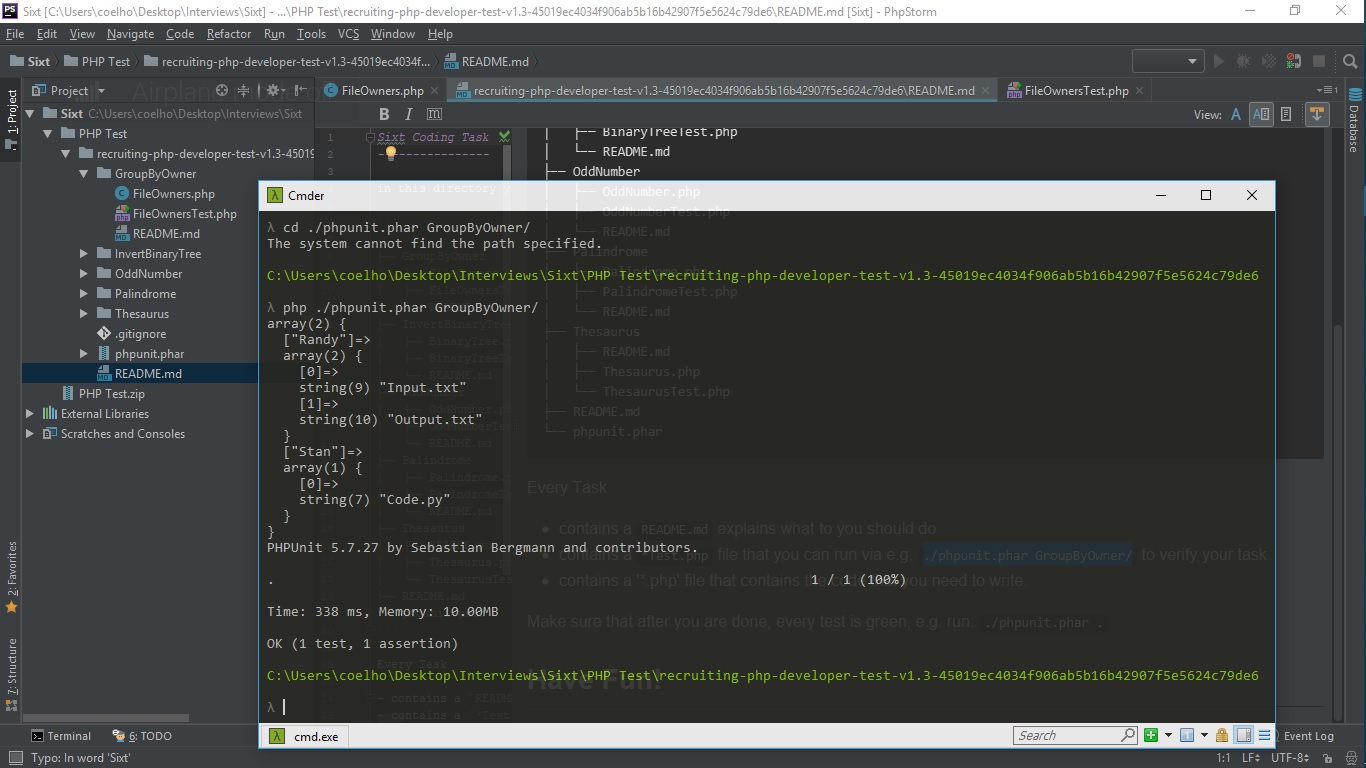 Sixt [C:\Users\coelho\Desktop\Interviews\Sixt] - ...\PHP Test\recruiting-php-developer-test-v1.3-45019ec4034f906ab5b16b42907f5e5624c79de6\README.md [Sixt] - PhpStorm
File Edit View Navigate Code Refactor Run Tools VCS Window Help
Sixt PHP Test recruiting-php-developer-test-v1.3-45019ec4034f... README.md
1: Project
Project
FileOwners.php recruiting-php-developer-test-v1.3-45019ec4034f906ab5b16b42907f5e5624c79de6\README.md FileOwnersTest.php
Database
Sixt C:\Users\coelho\Desktop\Interviews\Sixt
PHP Test
recruiting-php-developer-test-v1.3-45019
GroupByOwner
FileOwners.php
FileOwnersTest.php
README.md
InvertBinaryTree
OddNumber
Palindrome
Thesaurus
.gitignore
phpunit.phar
README.md
PHP Test.zip
External Libraries
Scratches and Consoles
B I m
View: A
1 Sixt Coding Task
2 ----------------
3
in this directory
├── BinaryTreeTest.php
│ └── README.md
├── OddNumber
│ ├── OddNumber.php
│ ├── OddNumberTest.php
│ └── README.md
├── Palindrome
│ ├── PalindromeTest.php
│ └── README.md
├── Thesaurus
│ ├── README.md
│ ├── Thesaurus.php
│ └── ThesaurusTest.php
├── README.md
└── phpunit.phar
Every Task
contains a README.md explains what to you should do
contains a *Test.php file that you can run via e.g. ./phpunit.phar GroupByOwner/ to verify your task
contains a '*.php' file that contains the code you need to write.
Make sure that after you are done, every test is green, e.g. run: ./phpunit.phar .
Have Fun!
Cmder
λ cd ./phpunit.phar GroupByOwner/
The system cannot find the path specified.
C:\Users\coelho\Desktop\Interviews\Sixt\PHP Test\recruiting-php-developer-test-v1.3-45019ec4034f906ab5b16b42907f5e5624c79de6
λ php ./phpunit.phar GroupByOwner/
array(2) {
["Randy"]=>
array(2) {
[0]=>
string(9) "Input.txt"
[1]=>
string(10) "Output.txt"
}
["Stan"]=>
array(1) {
[0]=>
string(7) "Code.py"
}
}
PHPUnit 5.7.27 by Sebastian Bergmann and contributors.
. 1 / 1 (100%)
Time: 338 ms, Memory: 10.00MB
OK (1 test, 1 assertion)
C:\Users\coelho\Desktop\Interviews\Sixt\PHP Test\recruiting-php-developer-test-v1.3-45019ec4034f906ab5b16b42907f5e5624c79de6
λ
cmd.exe
Search
2: Favorites
7: Structure
Terminal 6: TODO
Event Log
Typo: In word 'Sixt'
1:1 LF UTF-8